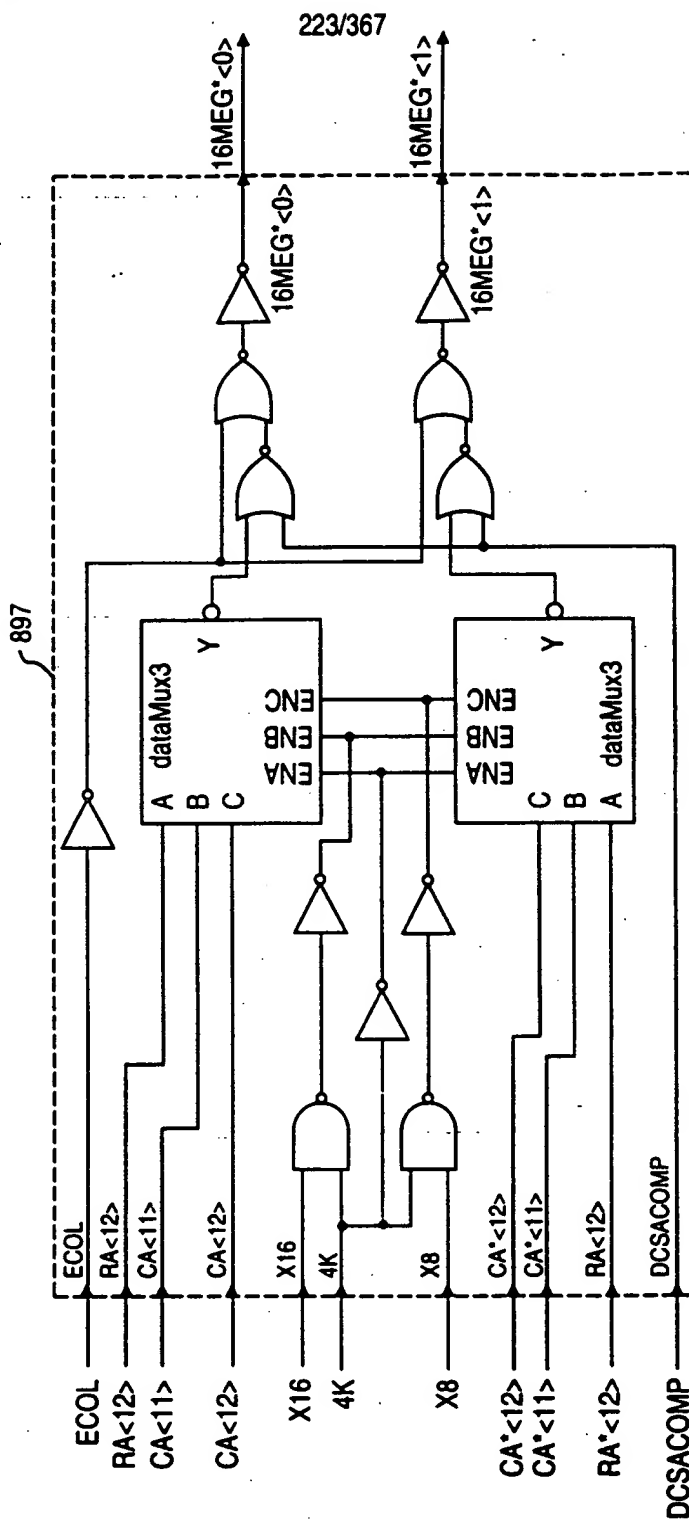 223/367
897
ECOL
ECOL
RA<12>
RA<12>
CA<11>
CA<11>
CA<12>
CA<12>
X16
X16
4K
4K
X8
X8
CA*<12>
CA*<12>
CA*<11>
CA*<11>
RA*<12>
RA<12>
DCSACOMP
DCSACOMP
dataMux3
A
B
C
Y
ENA
ENB
ENC
dataMux3
C
B
A
Y
ENA
ENB
ENC
16MEG*<0>
16MEG*<0>
16MEG*<1>
16MEG*<1>